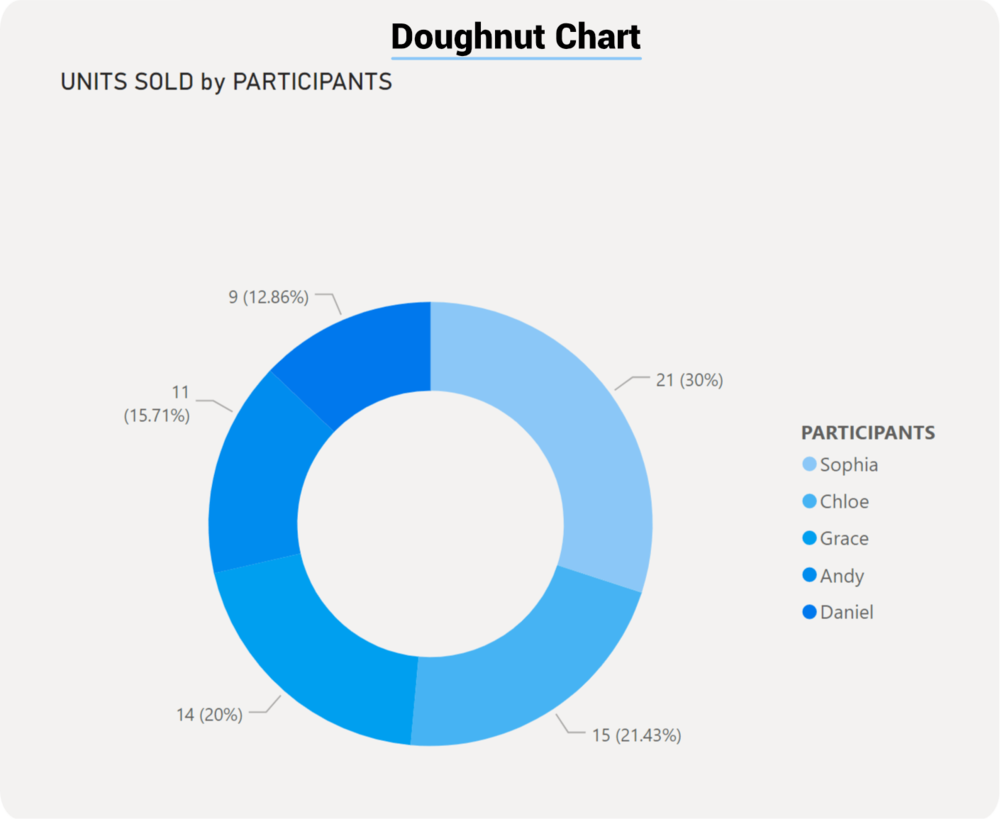 Doughnut Chart
UNITS SOLD by PARTICIPANTS
9 (12.86%)
21 (30%)
11
(15.71%)
PARTICIPANTS
Sophia
Chloe
Grace
Andy
Daniel
14 (20%)
15 (21.43%)